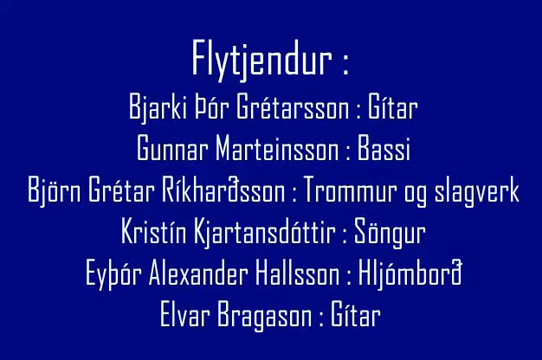 Flytjendur :
Bjarki Þór Grétarsson : Gítar
Gunnar Marteinsson : Bassi
Björn Grétar Ríkharðsson : Trommur og slagverk
Kristín Kjartansdóttir : Söngur
Eyþór Alexander Hallsson : Hljómborð
Elvar Bragason : Gítar